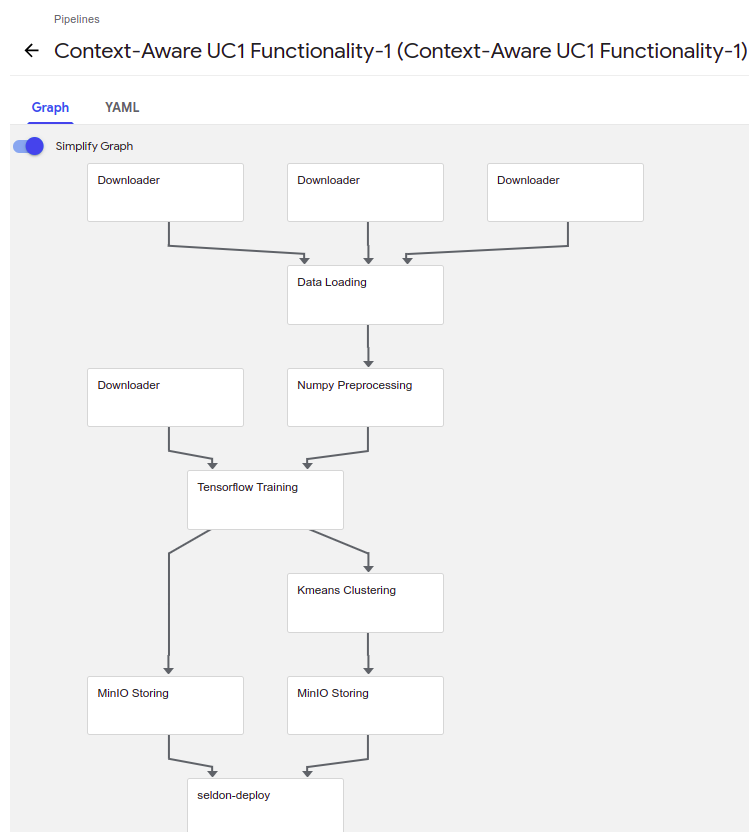 Pipelines
Context-Aware UC1 Functionality-1 (Context-Aware UC1 Functionality-1)
Graph
YAML
Simplify Graph
Downloader
Downloader
Downloader
Data Loading
Downloader
Numpy Preprocessing
Tensorflow Training
Kmeans Clustering
MinIO Storing
MinIO Storing
seldon-deploy